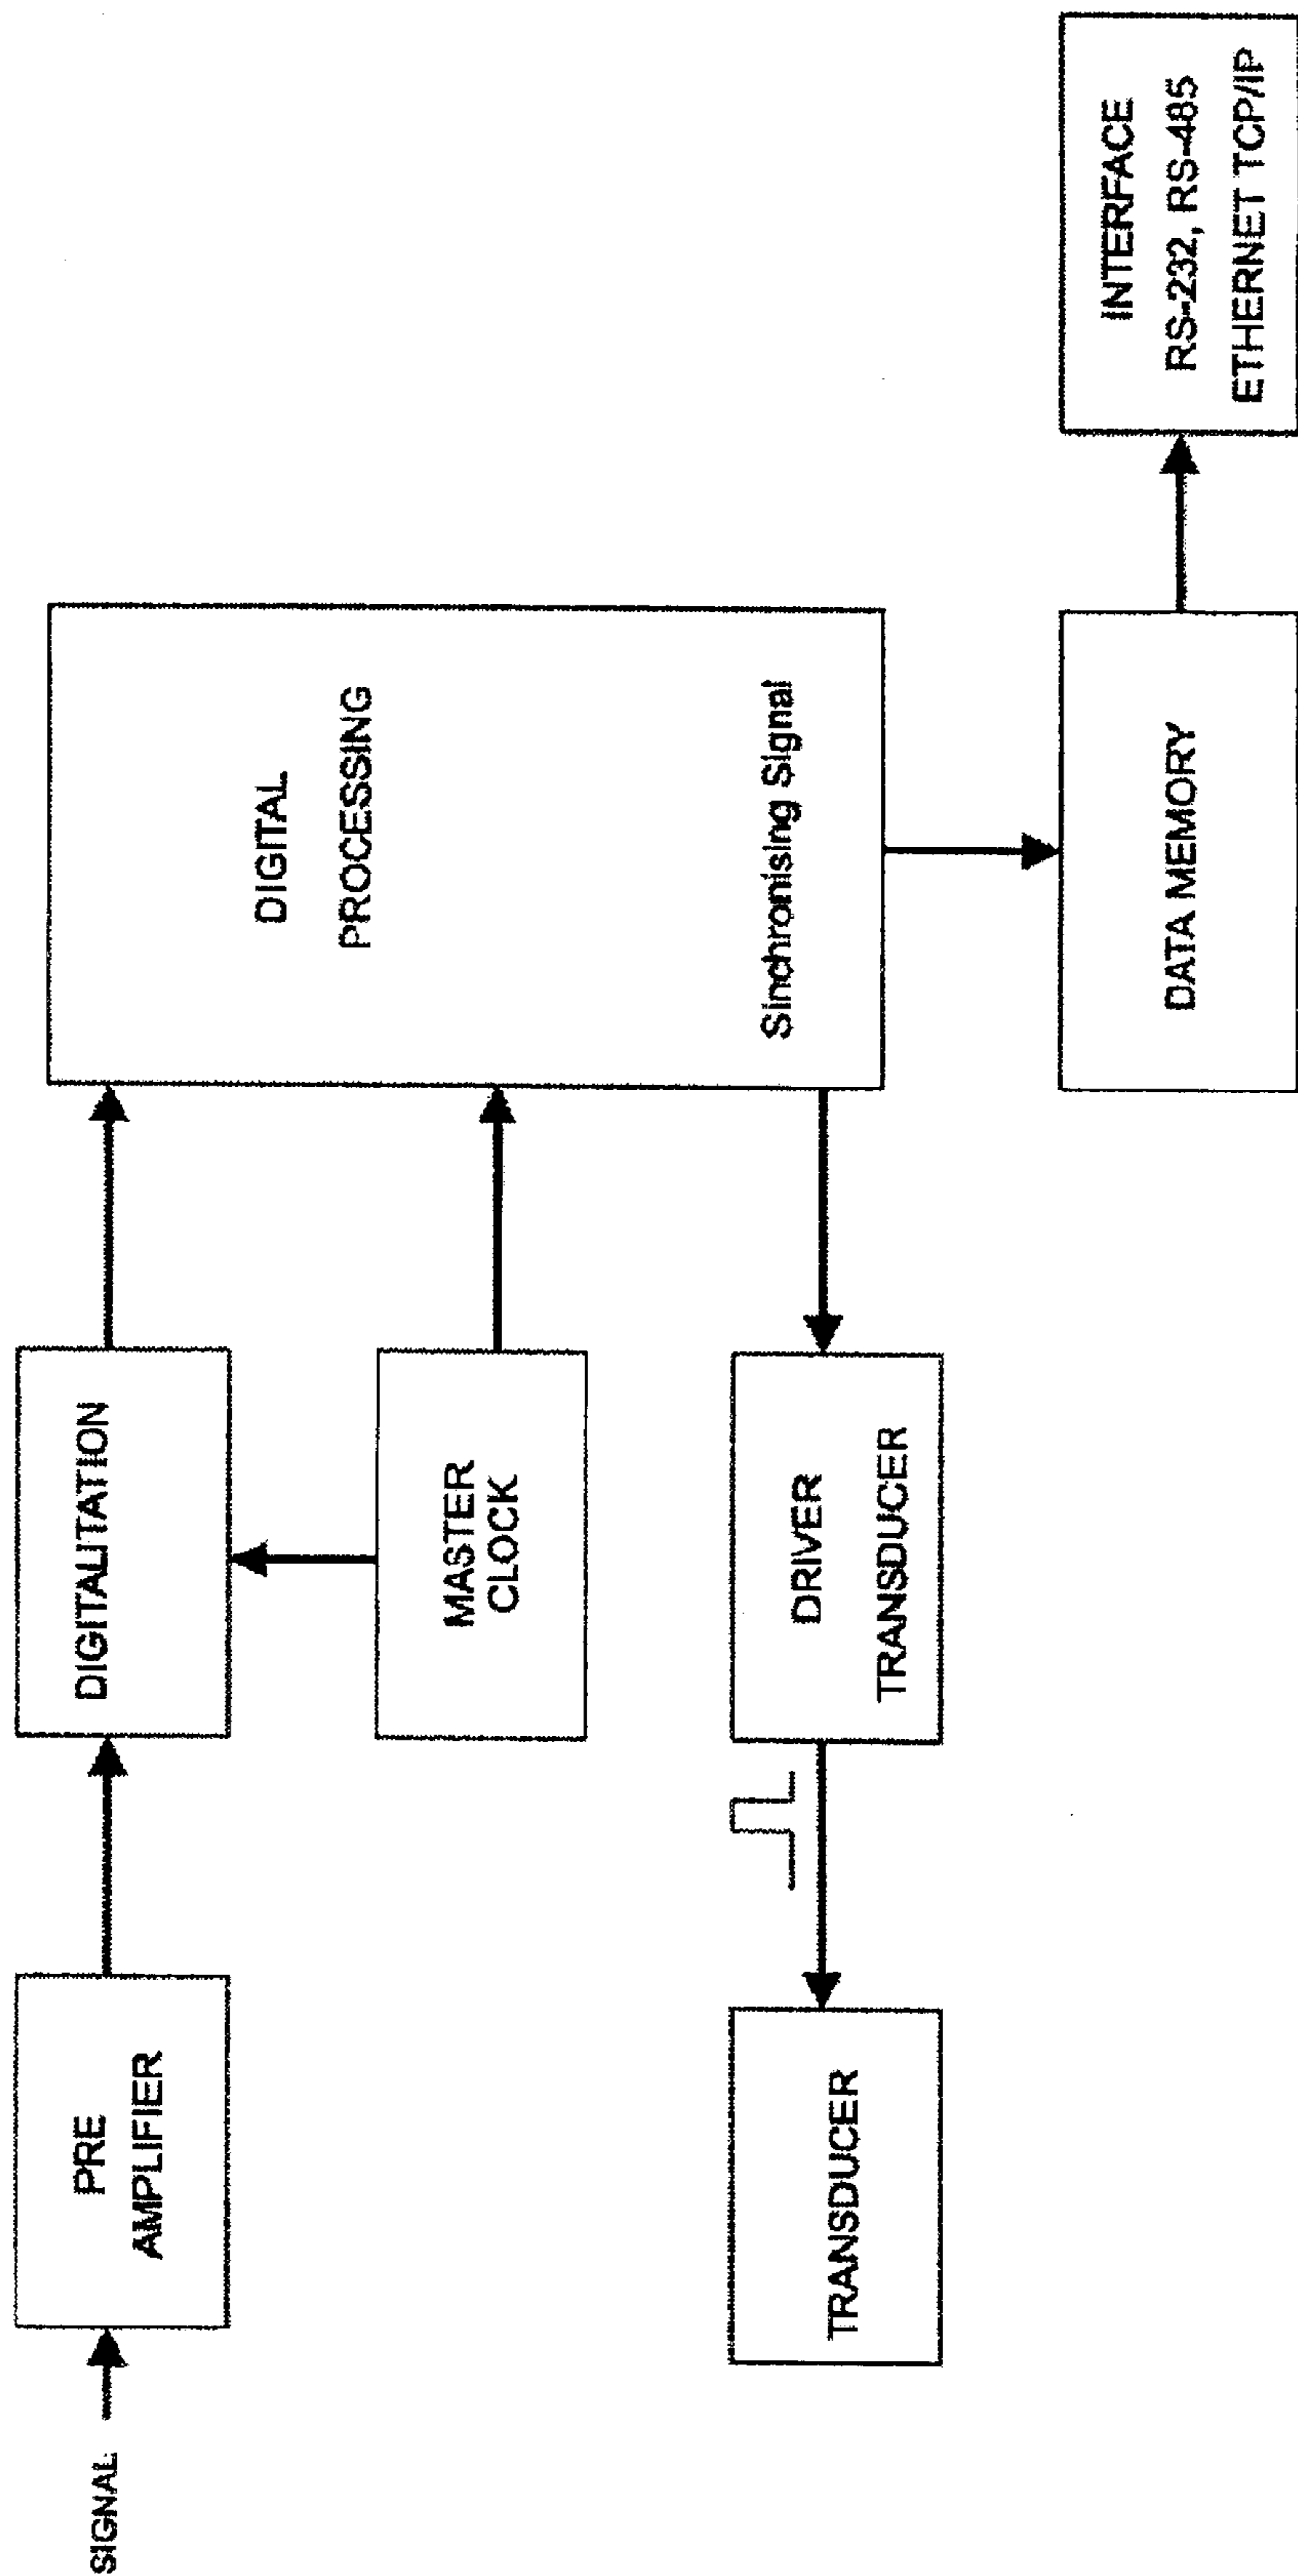 SIGNAL
PRE
AMPLIFIER
DIGITALITATION
MASTER
CLOCK
DIGITAL
PROCESSING
Sinchronising Signal
TRANSDUCER
DRIVER
TRANSDUCER
DATA MEMORY
INTERFACE
RS-232, RS-485
ETHERNET TCP/IP